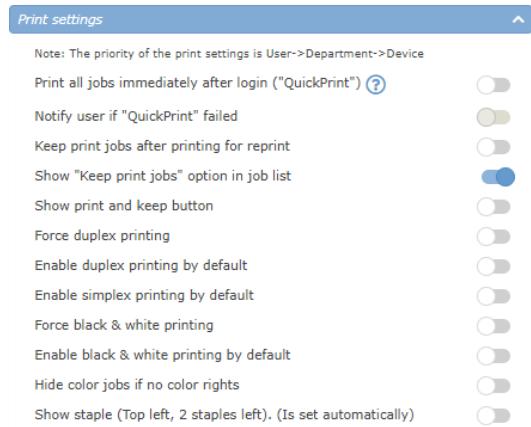 Print settings
Note: The priority of the print settings is User->Department->Device
Print all jobs immediately after login ("QuickPrint") ?
Notify user if "QuickPrint" failed
Keep print jobs after printing for reprint
Show "Keep print jobs" option in job list
Show print and keep button
Force duplex printing
Enable duplex printing by default
Enable simplex printing by default
Force black & white printing
Enable black & white printing by default
Hide color jobs if no color rights
Show staple (Top left, 2 staples left). (Is set automatically)